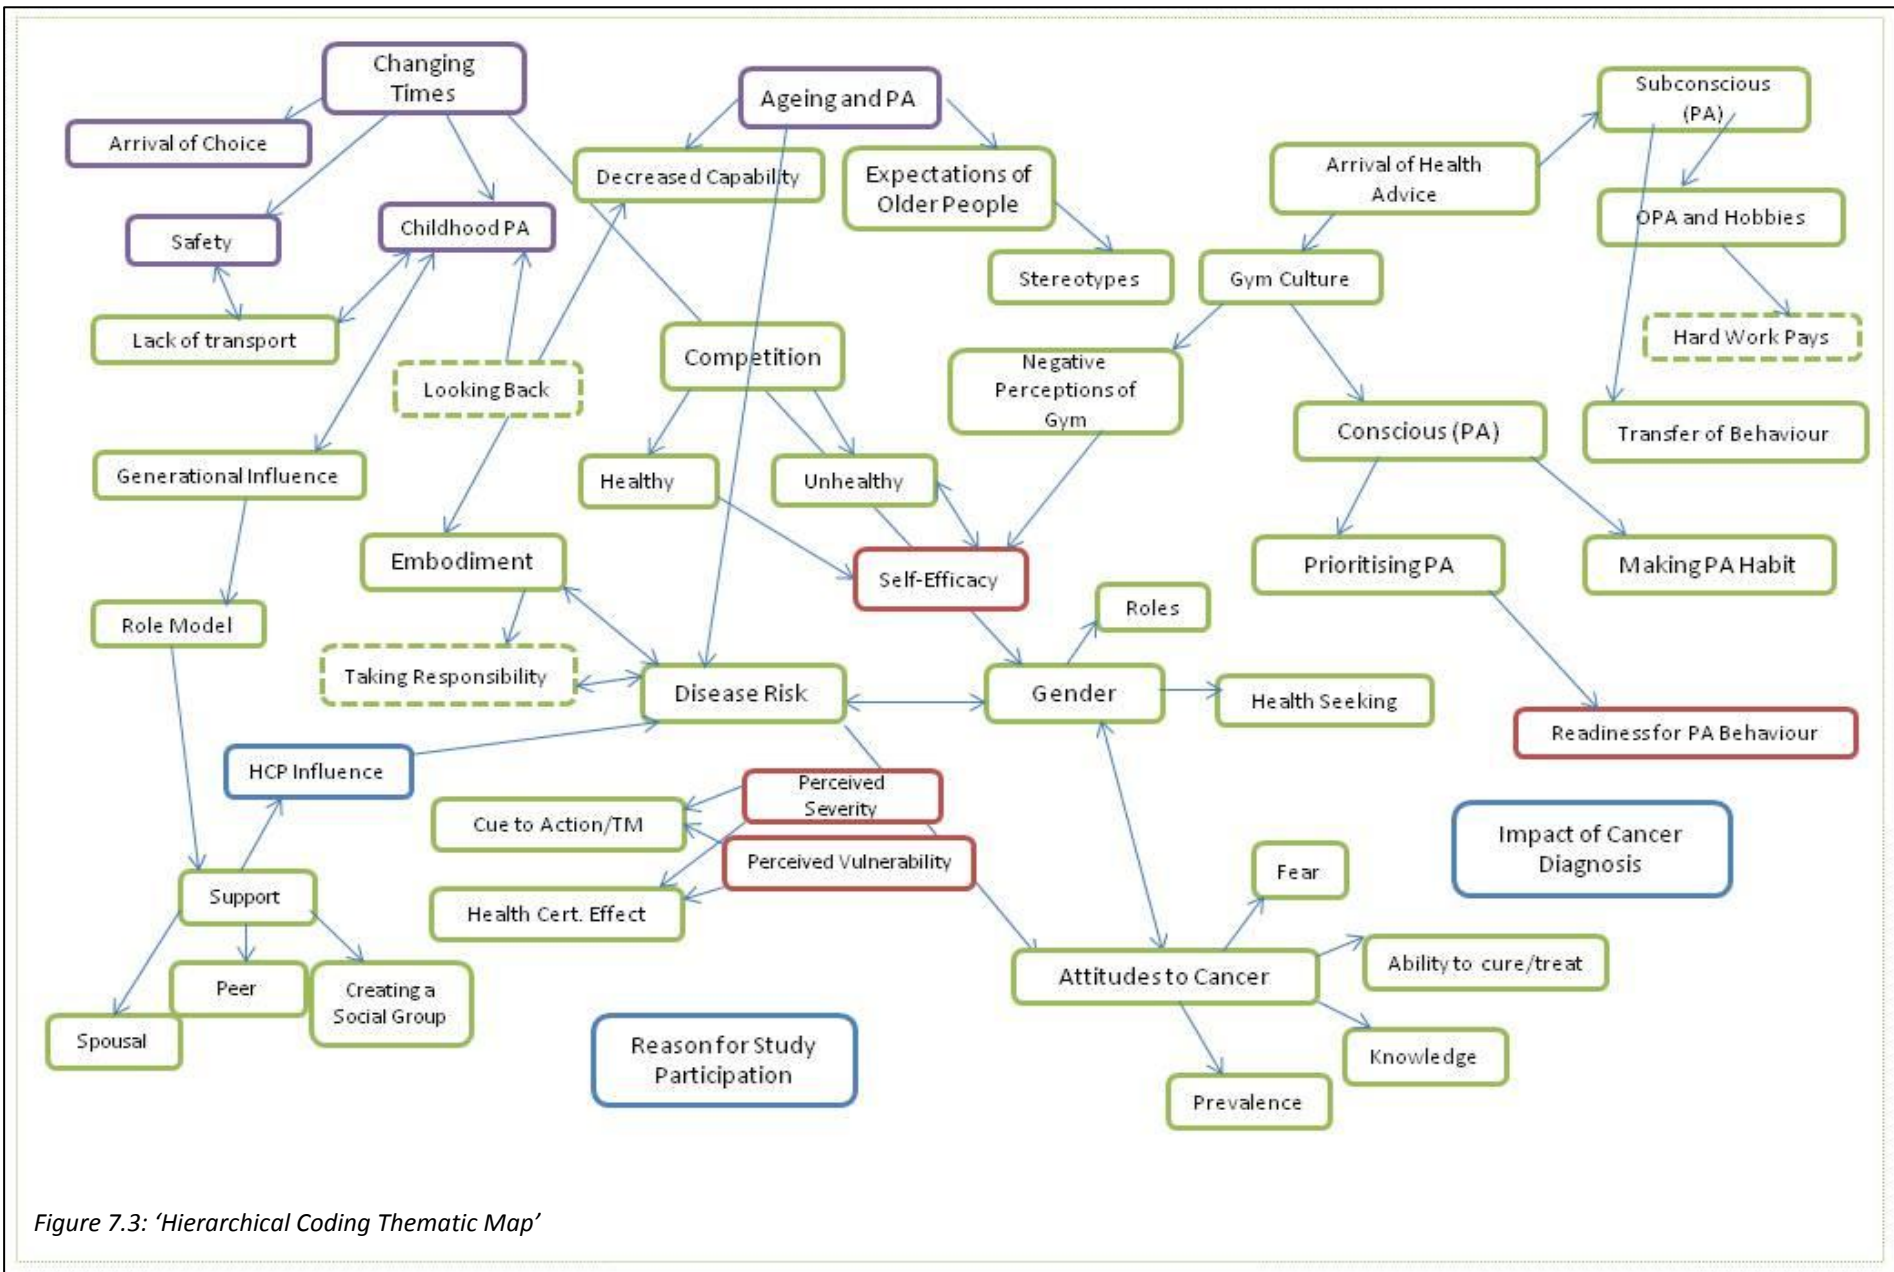 Changing
Times
Ageing and PA
Subconscious
(PA)
Arrival of Choice
Decreased Capability
Expectations of
Older People
Arrival of Health
Advice
Safety
Childhood PA
OPA and Hobbies
Stereotypes
Gym Culture
Lack of transport
Hard Work Pays
Looking Back
Competition
Negative
Perceptions of
Gym
Conscious (PA)
Transfer of Behaviour
Generational Influence
Healthy
Unhealthy
Embodiment
Self-Efficacy
Prioritising PA
Making PA Habit
Role Model
Roles
Taking Responsibility
Disease Risk
Gender
Health Seeking
Readiness for PA Behaviour
HCP Influence
Perceived
Severity
Cue to Action/TM
Perceived Vulnerability
Impact of Cancer
Diagnosis
Fear
Support
Health Cert. Effect
Ability to cure/treat
Attitudes to Cancer
Peer
Creating a
Social Group
Spousal
Reason for Study
Participation
Knowledge
Prevalence
Figure 7.3: ‘Hierarchical Coding Thematic Map’